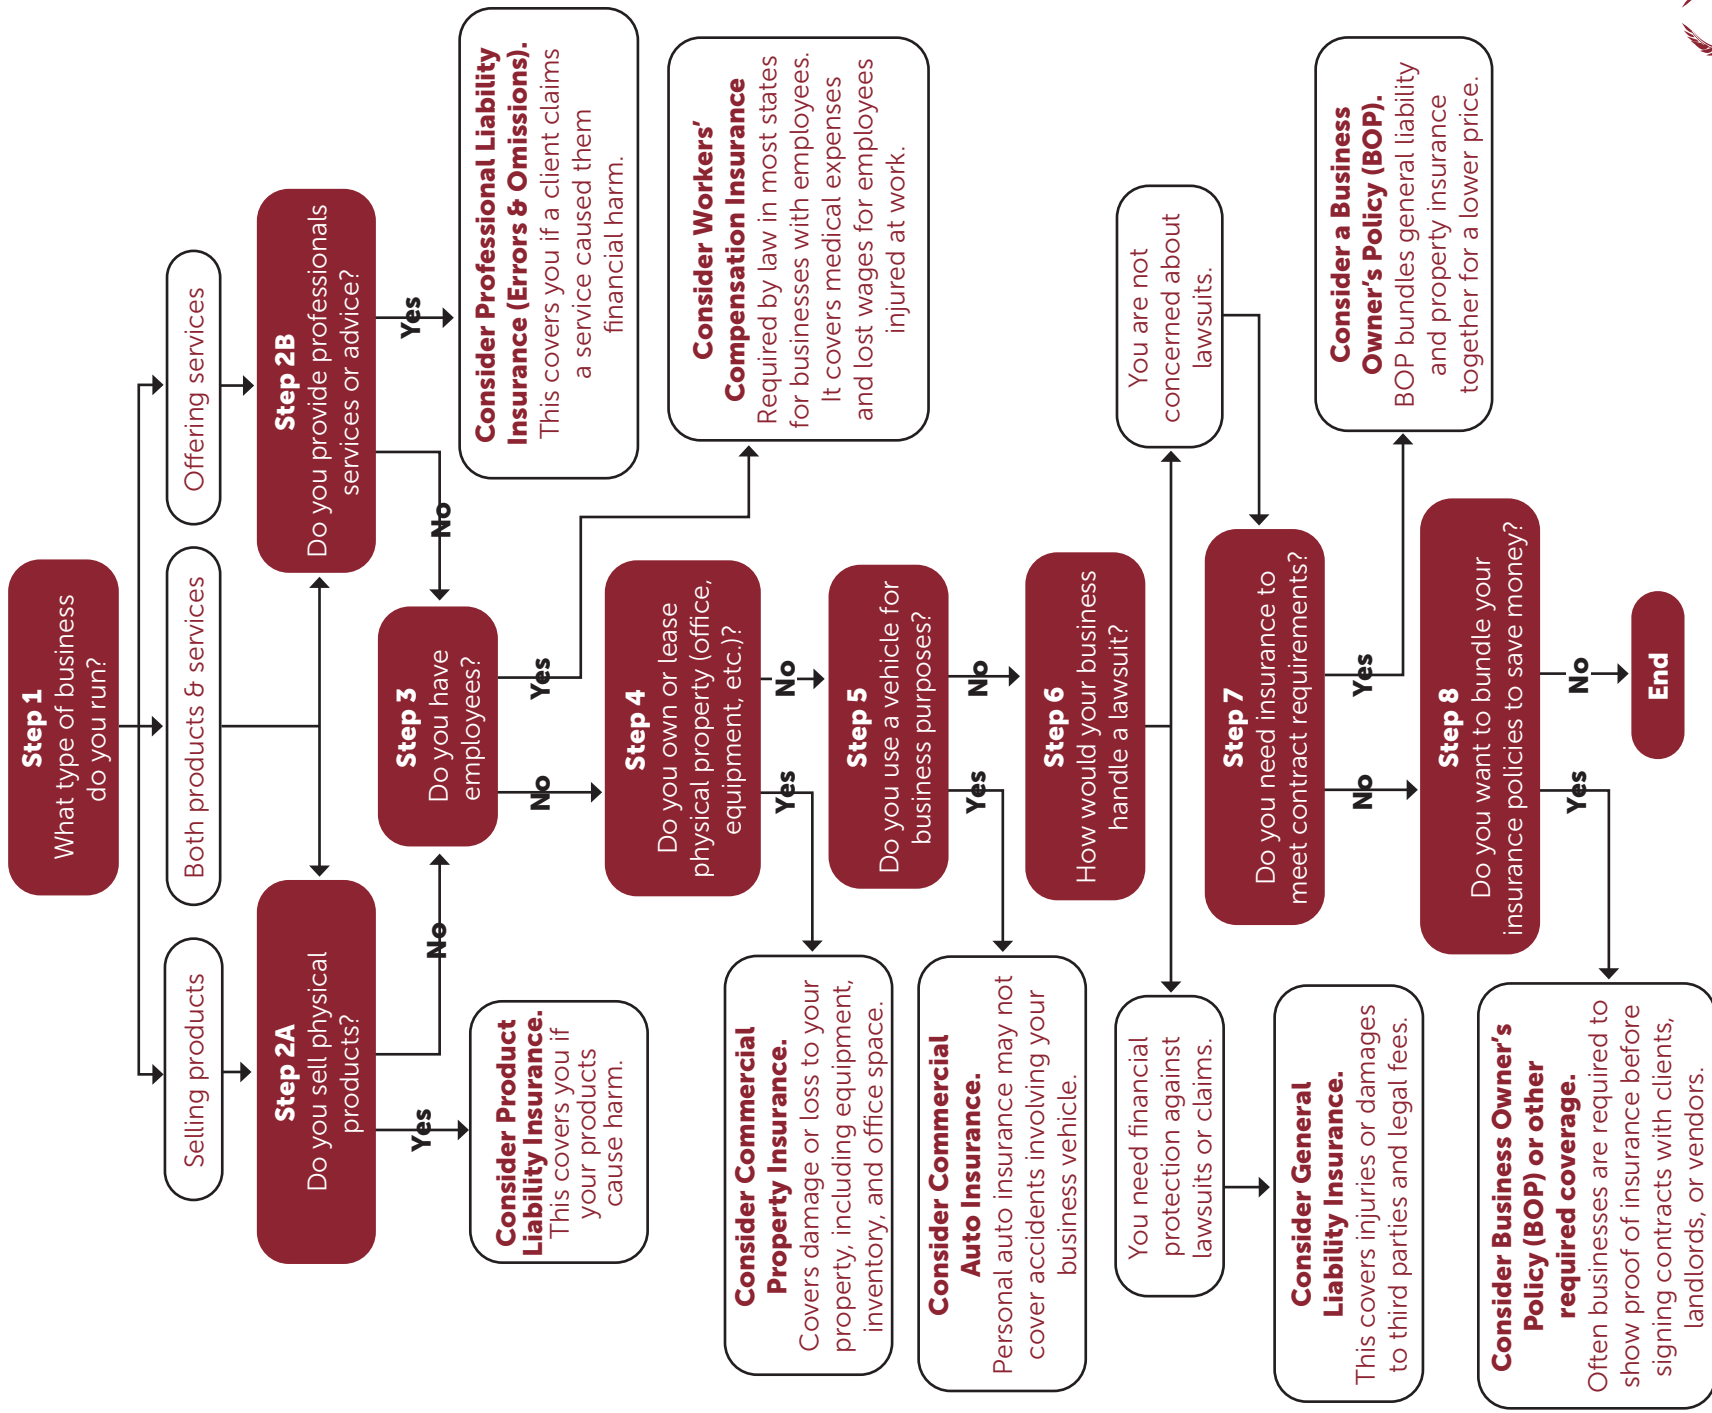 Step 1
What type of business
do you run?
Selling products
Both products & services
Offering services
Step 2A
Do you sell physical
products?
Step 2B
Do you provide professionals
services or advice?
Yes
No
No
Yes
Consider Product
Liability Insurance.
This covers you if
your products
cause harm.
Step 3
Do you have
employees?
Consider Professional Liability
Insurance (Errors & Omissions).
This covers you if a client claims
a service caused them
financial harm.
No
Yes
Step 4
Do you own or lease
physical property (office,
equipment, etc.)?
Consider Workers'
Compensation Insurance
Required by law in most states
for businesses with employees.
It covers medical expenses
and lost wages for employees
injured at work.
Yes
No
Consider Commercial
Property Insurance.
Covers damage or loss to your
property, including equipment,
inventory, and office space.
Step 5
Do you use a vehicle for
business purposes?
Yes
No
Consider Commercial
Auto Insurance.
Personal auto insurance may not
cover accidents involving your
business vehicle.
Step 6
How would your business
handle a lawsuit?
You need financial
protection against
lawsuits or claims.
You are not
concerned about
lawsuits.
Consider General
Liability Insurance.
This covers injuries or damages
to third parties and legal fees.
Step 7
Do you need insurance to
meet contract requirements?
No
Yes
Consider a Business
Owner's Policy (BOP).
BOP bundles general liability
and property insurance
together for a lower price.
Step 8
Do you want to bundle your
insurance policies to save money?
Yes
No
Consider Business Owner's
Policy (BOP) or other
required coverage.
Often businesses are required to
show proof of insurance before
signing contracts with clients,
landlords, or vendors.
End